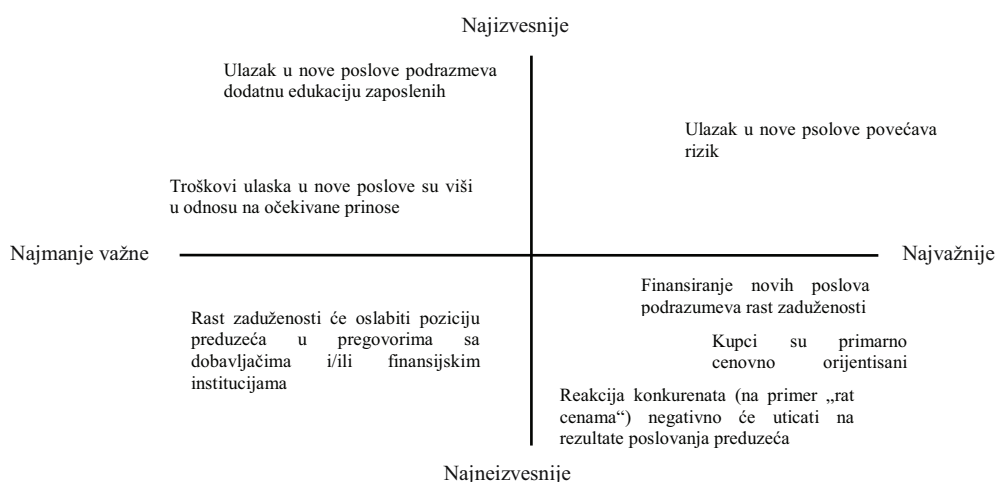 Najizvesnije
Ulazak u nove poslove podrazmeva
dodatnu edukaciju zaposlenih
Ulazak u nove psolove povećava
rizik
Troškovi ulaska u nove poslove su viši
u odnosu na očekivane prinose
Najmanje važne
Najvažnije
Finansiranje novih poslova
podrazumeva rast zaduženosti
Rast zaduženosti će oslabiti poziciju
preduzeća u pregovorima sa
dobavljačima i/ili finansijskim
institucijama
Kupci su primarno
cenovno orijentisani
Reakcija konkurenata (na primer „rat
cenama“) negativno će uticati na
rezultate poslovanja preduzeća
Najneizvesnije